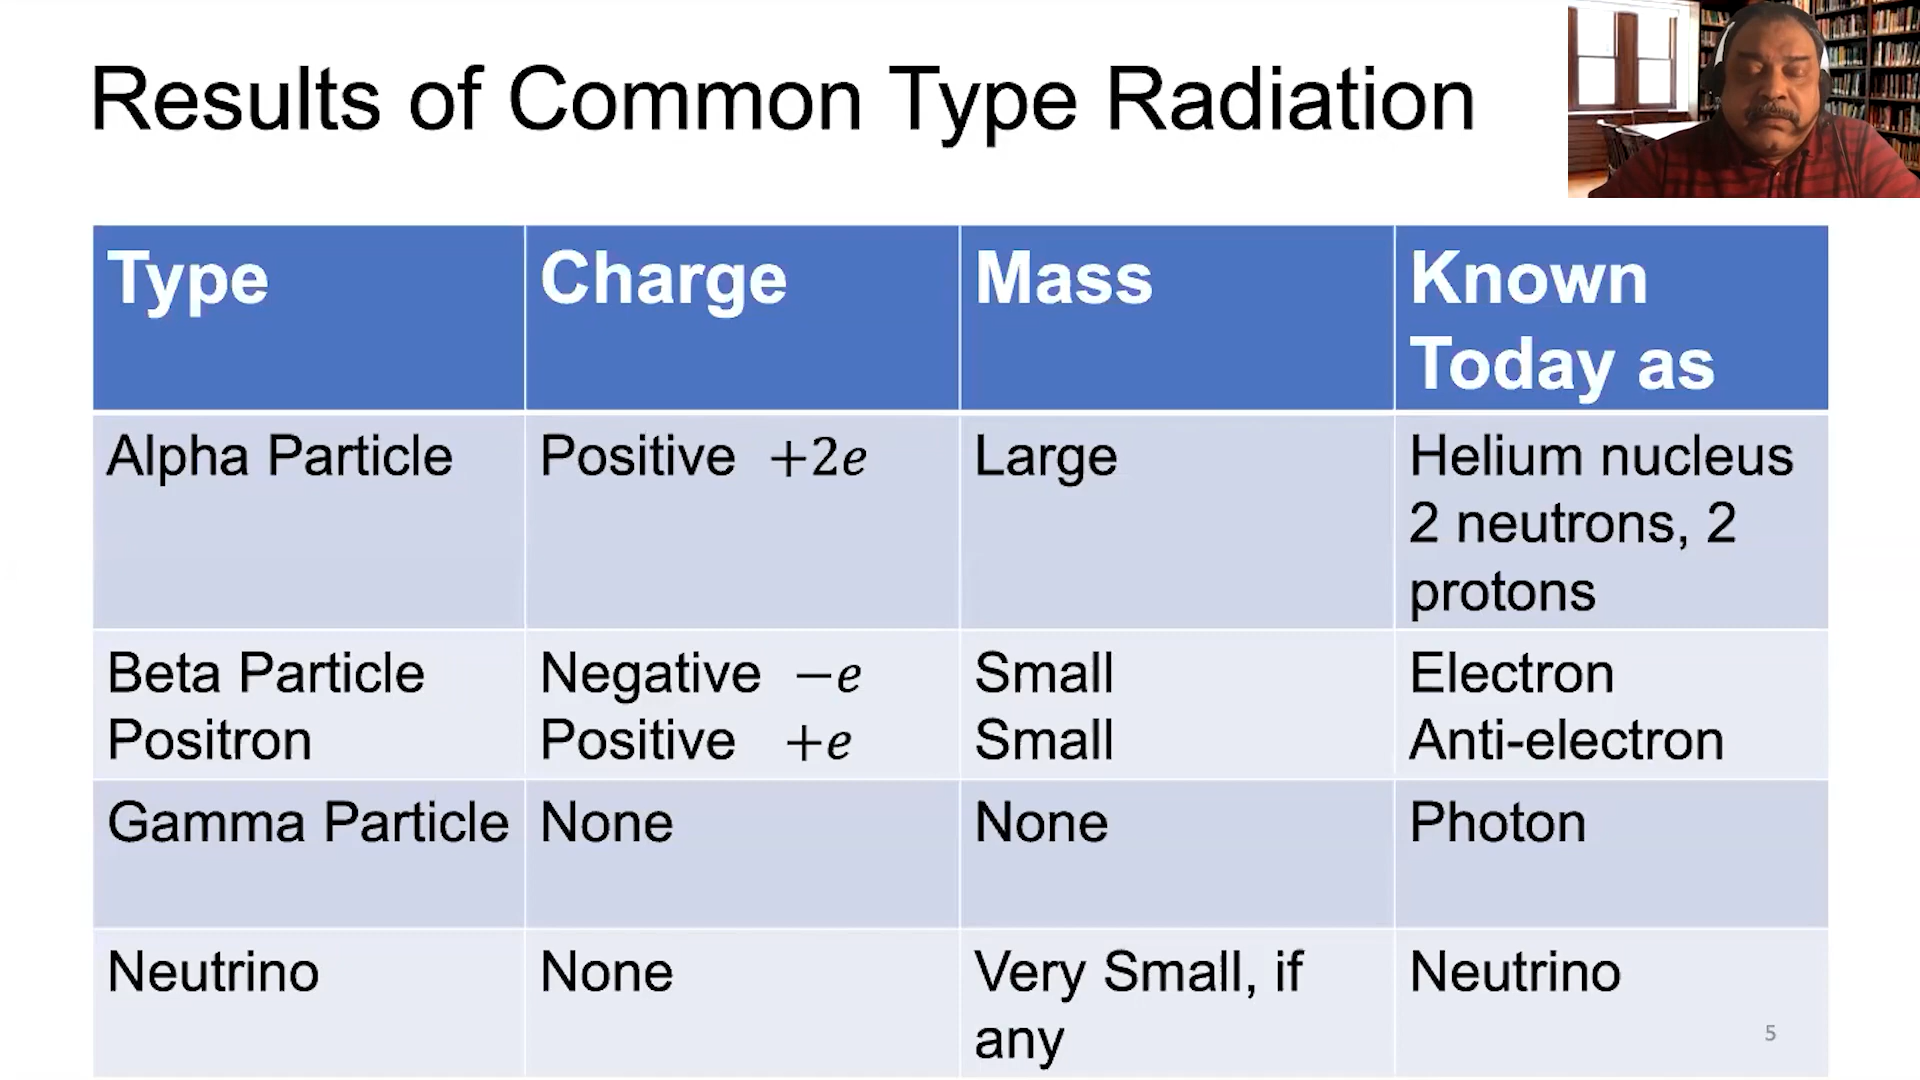 Results of Common Type Radiation
Type
Charge
Mass
Known
Today as
Alpha Particle
Positive +2e
Large
Helium nucleus
2 neutrons, 2
protons
Beta Particle
Positron
Negative −e
Positive +e
Small
Small
Electron
Anti-electron
Gamma Particle
None
None
Photon
Neutrino
None
Very Small, if
any
Neutrino
5